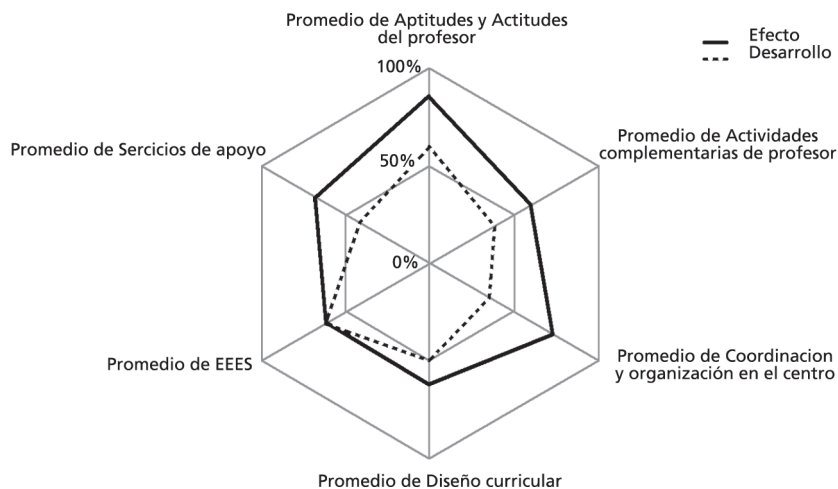 Promedio de Aptitudes y Actitudes
del profesor
Efecto
Desarrollo
100%
Promedio de Actividades
complementarias de profesor
Promedio de Sercicios de apoyo
50%
0%
Promedio de EEES
Promedio de Coordinacion
y organización en el centro
Promedio de Diseño curricular